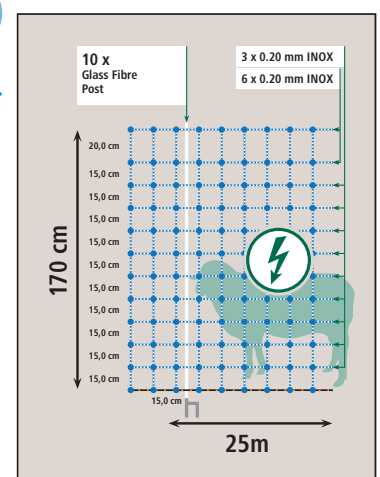 10 x
Glass Fibre
Post
3 x 0.20 mm INOX
6 x 0.20 mm INOX
20,0 cm
15,0 cm
15,0 cm
15,0 cm
15,0 cm
15,0 cm
15,0 cm
15,0 cm
15,0 cm
15,0 cm
15,0 cm
170 cm
15,0 cm
25m